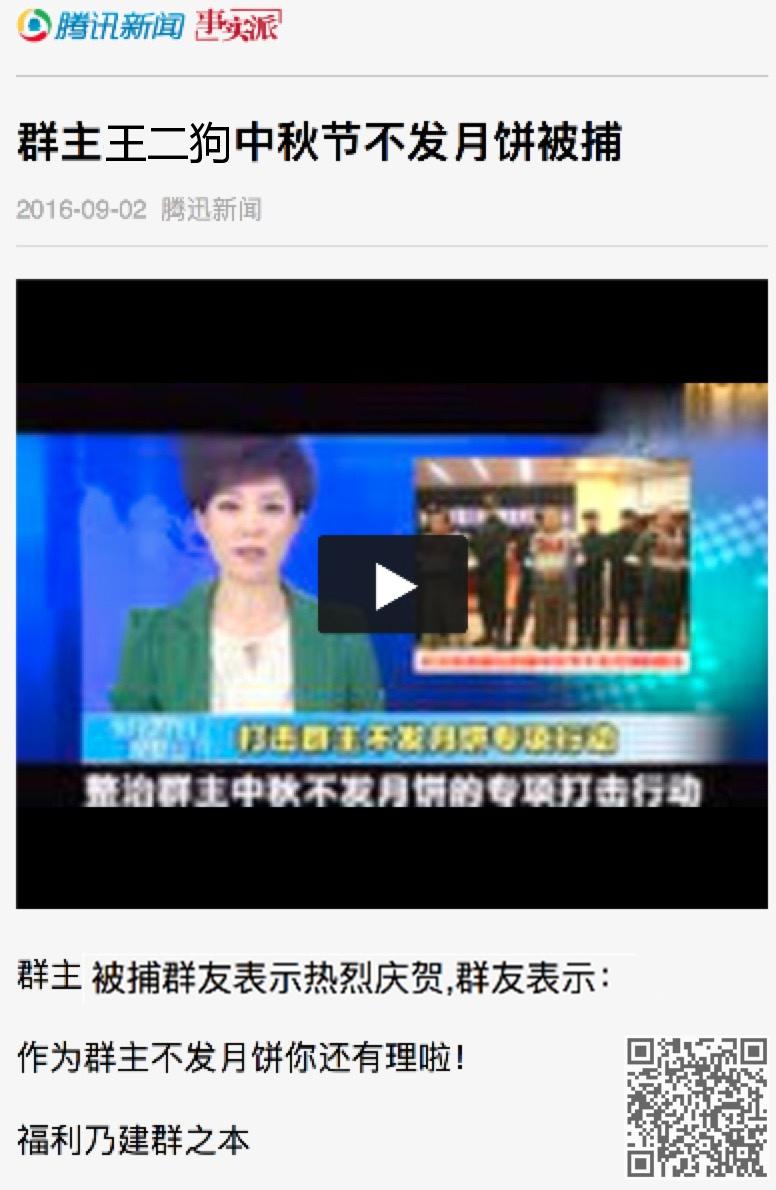 腾讯新闻 事实派
群主王二狗中秋节不发月饼被捕
2016-09-02 腾迅新闻
打击群主不发月饼专项行动
整治群主中秋不发月饼的专项打击行动
群主 被捕群友表示热烈庆贺,群友表示：
作为群主不发月饼你还有理啦！
福利乃建群之本